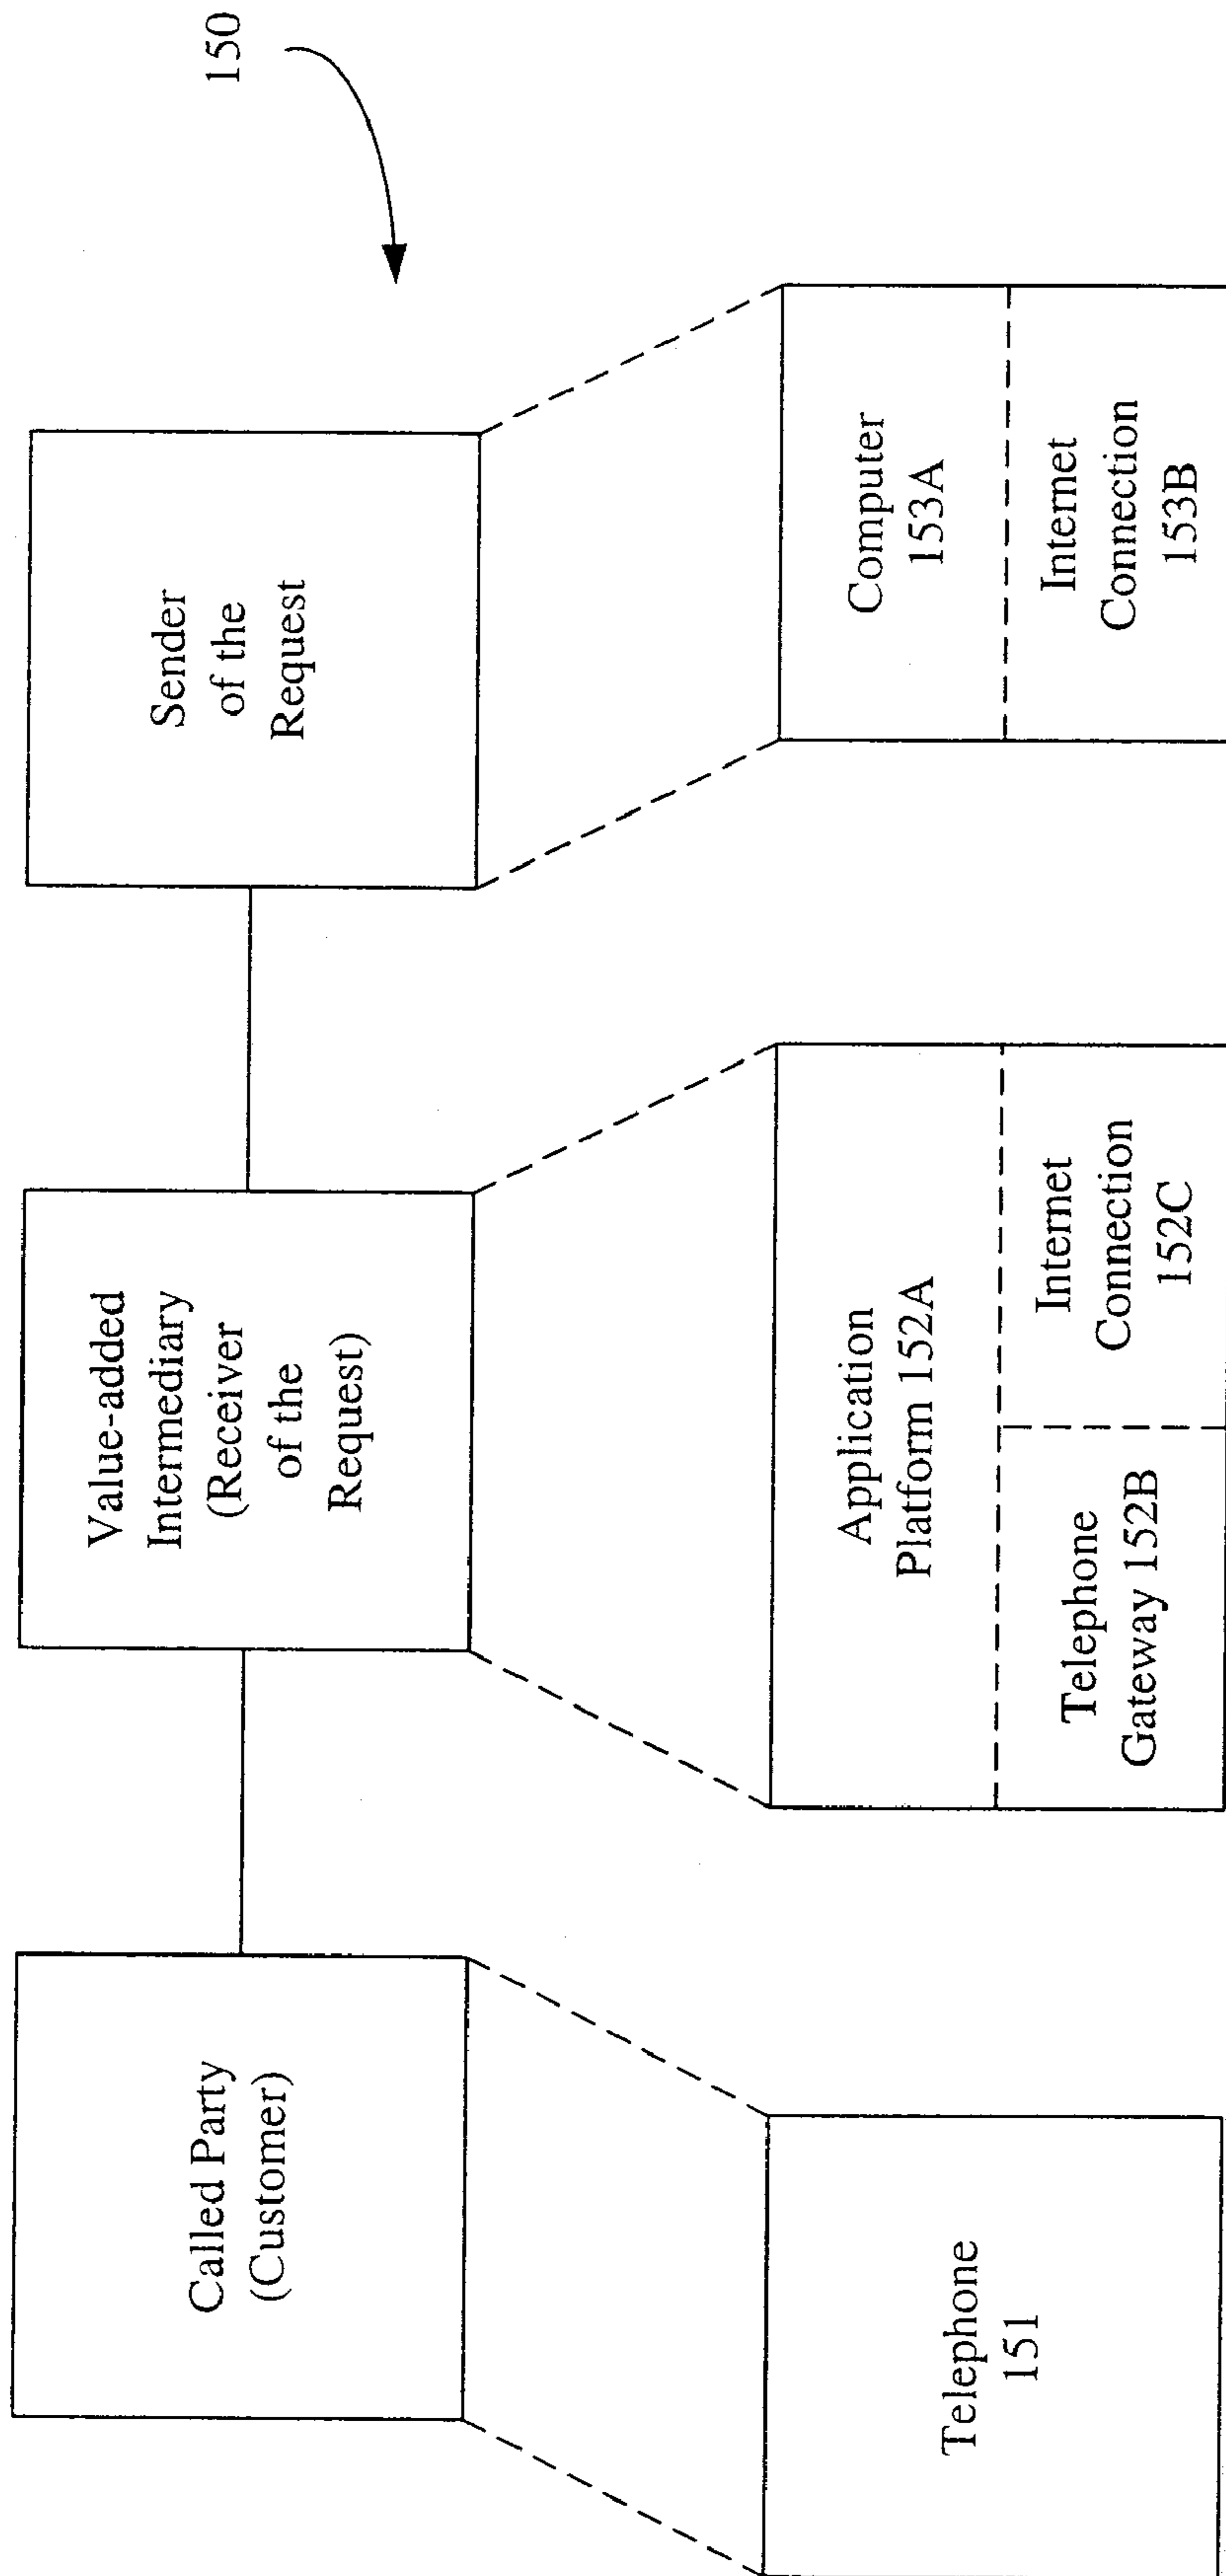 150
Called Party
(Customer)
Value-added
Intermediary
(Receiver
of the
Request)
Sender
of the
Request
Telephone
151
Application
Platform 152A
Telephone
Gateway 152B
Internet
Connection
152C
Computer
153A
Internet
Connection
153B